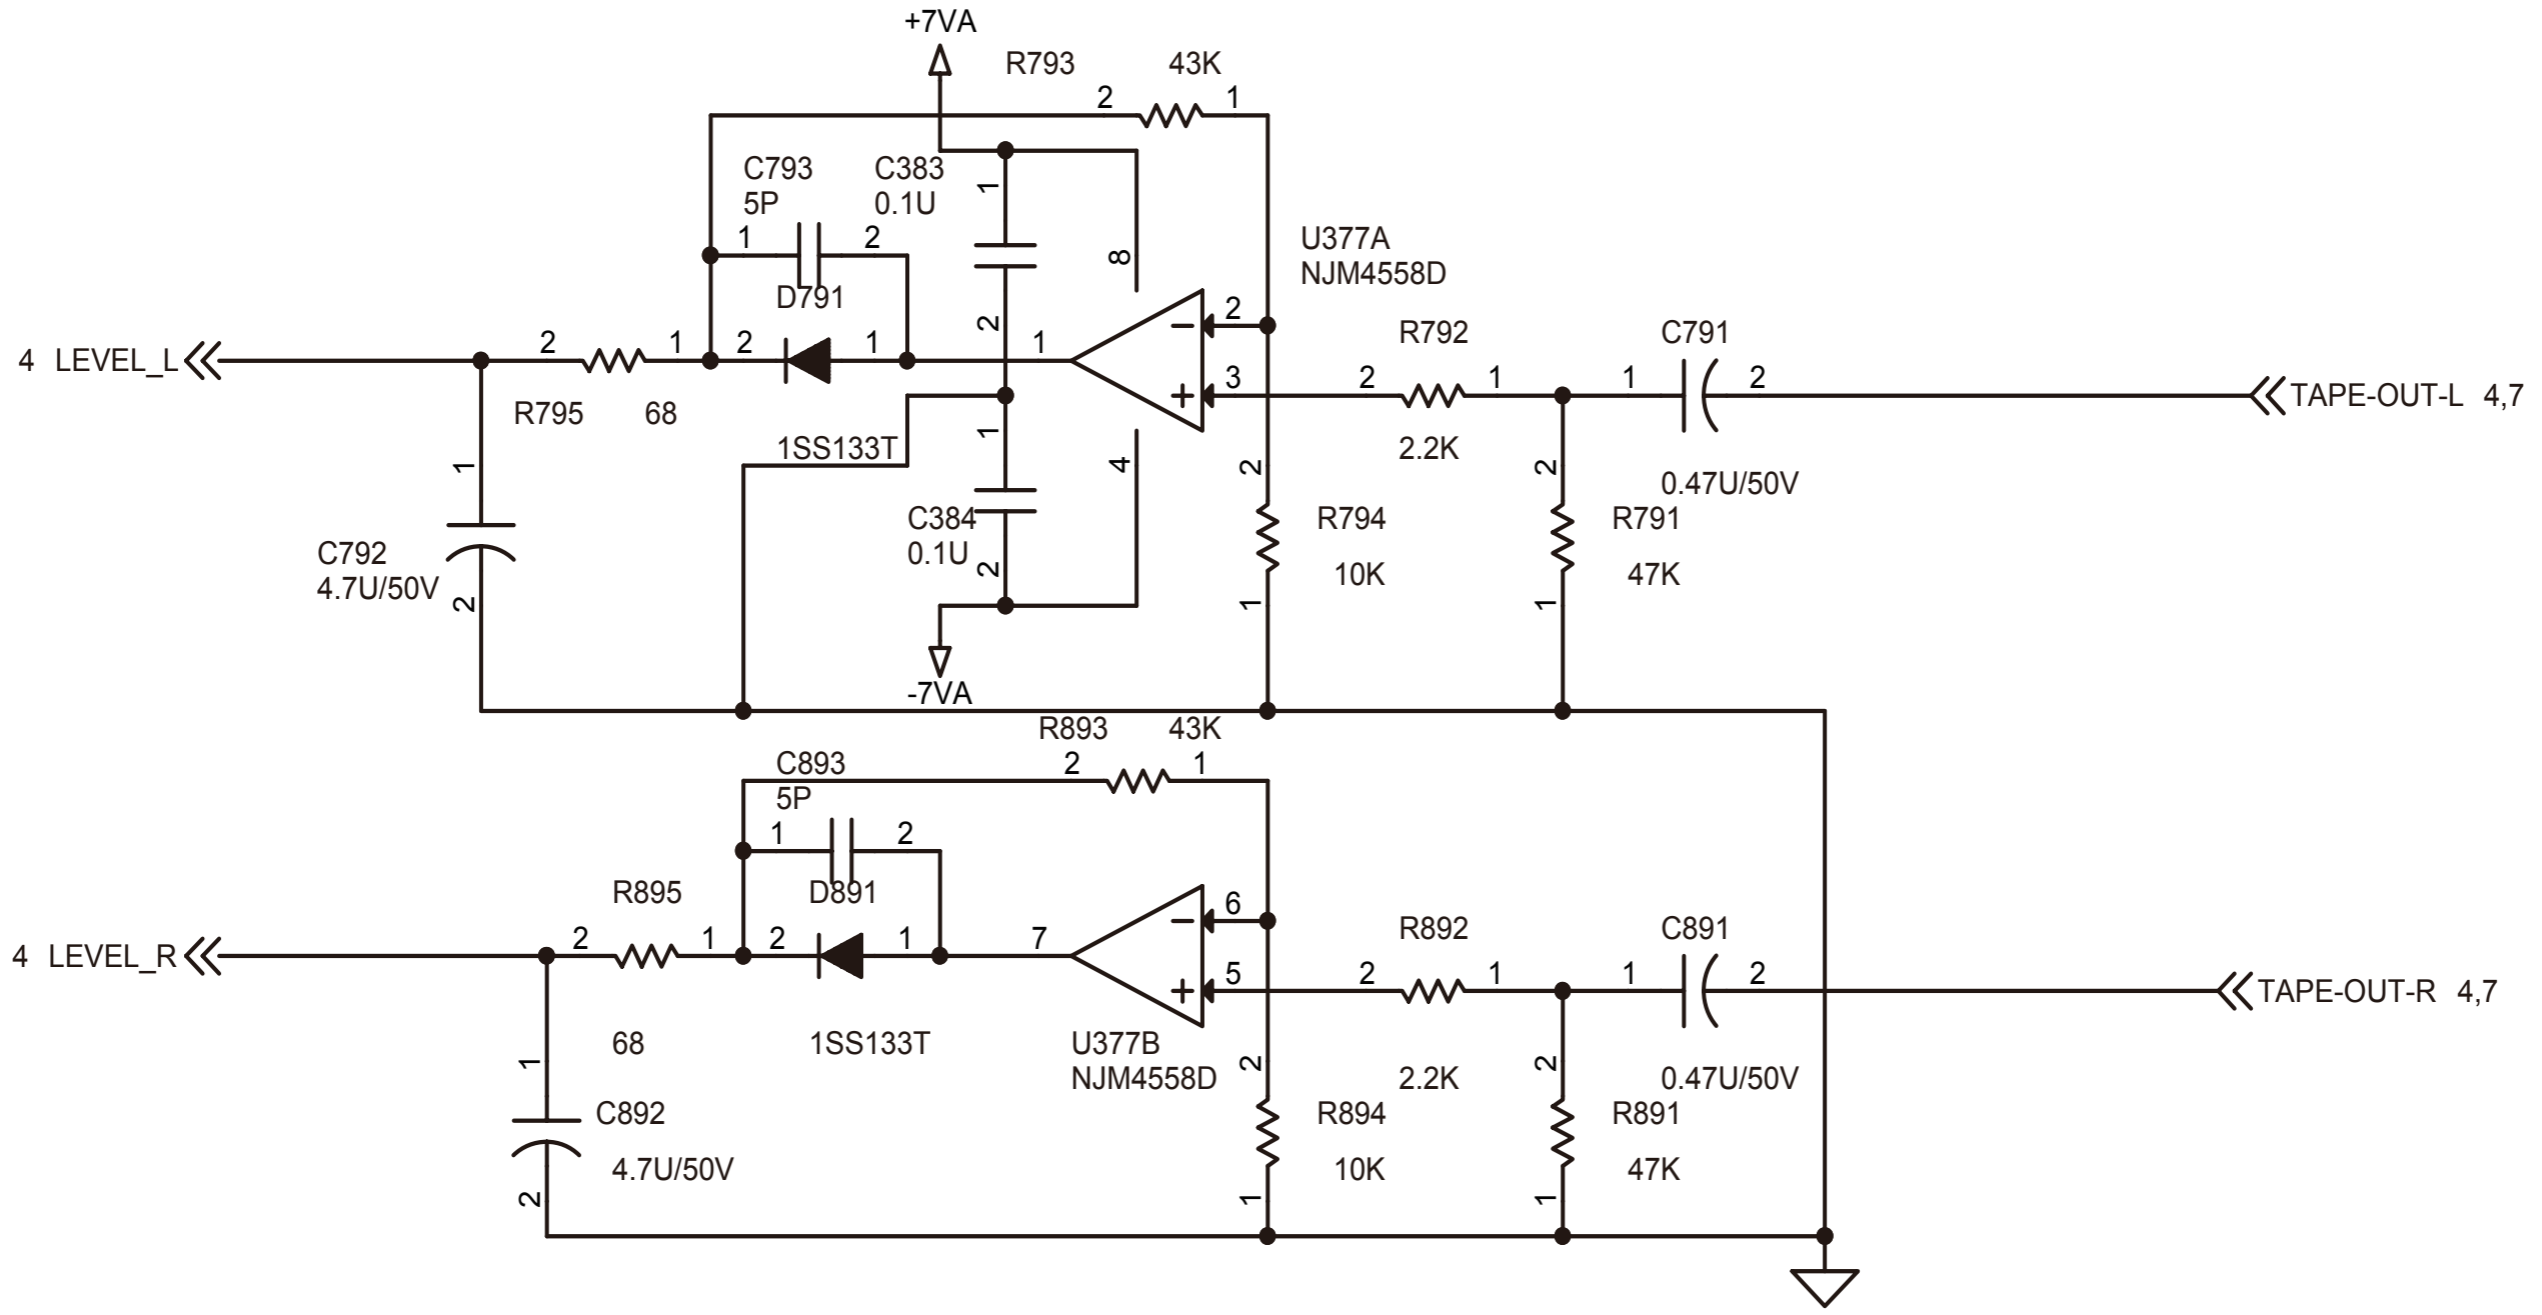 +7VA
R793 43K
2 1
C793 C383
5P 0.1U
1
1 2
8
U377A
NJM4558D
D791
2
2
R792 C791
4 LEVEL_L
2 1 2 1 1
3 2 1 1 2
TAPE-OUT-L 4,7
R795 68
1SS133T
1
4
2.2K
1
2 2
0.47U/50V
C384
0.1U
R794
R791
C792
4.7U/50V
2
2
10K
47K
1 1
-7VA
R893 43K
C893
2 1
5P
1 2
R895
D891
6
R892 C891
4 LEVEL_R
2 1 2 1 7
5 2 1 1 2
TAPE-OUT-R 4,7
68
1SS133T
U377B
NJM4558D
1
2 2
2.2K
0.47U/50V
C892
R894
R891
4.7U/50V
10K
47K
2
1 1